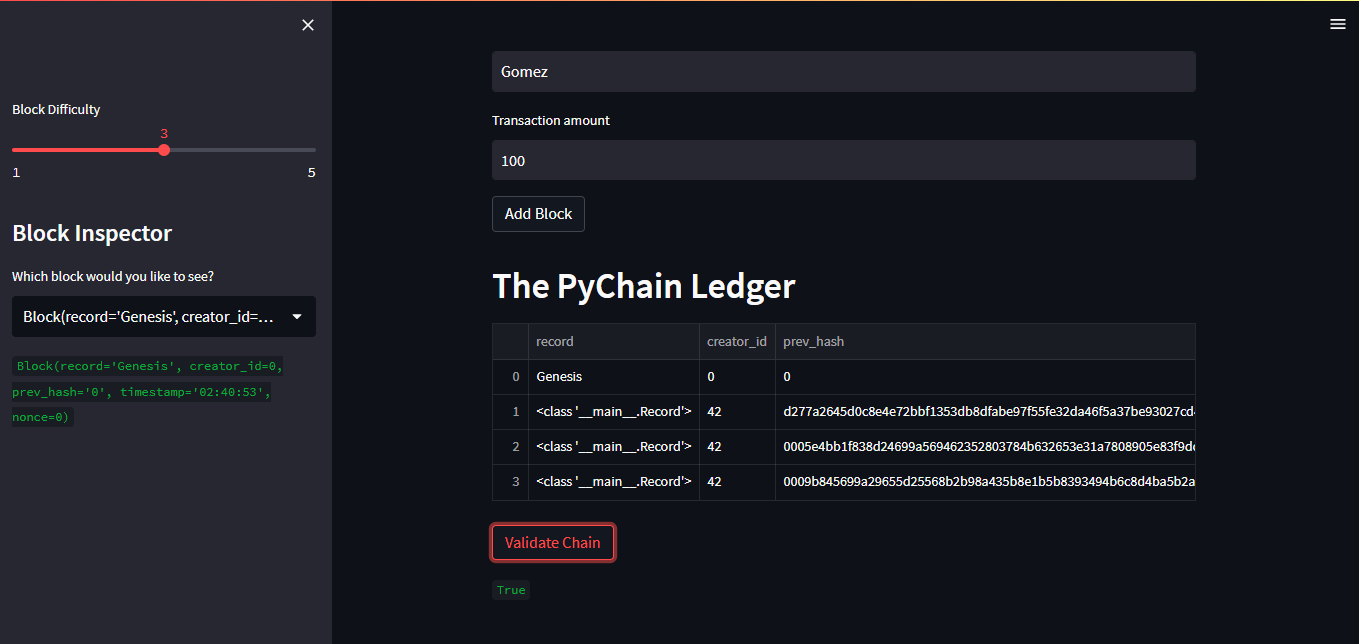 Block Difficulty
3
1 5
Block Inspector
Which block would you like to see?
Block(record='Genesis', creator_id=...
Block(record='Genesis', creator_id=0,
prev_hash='0', timestamp='02:40:53',
nonce=0)
Gomez
Transaction amount
100
Add Block
The PyChain Ledger
record creator_id prev_hash
0 Genesis 0 0
1 <class '__main__.Record'> 42 d277a2645d0c8e4e72bbf1353db8dfabe97f55fe32da46f5a37be93027cd
2 <class '__main__.Record'> 42 0005e4bb1f838d24699a569462352803784b632653e31a7808905e83f9d
3 <class '__main__.Record'> 42 0009b845699a29655d25568b2b98a435b8e1b5b8393494b6c8d4ba5b2a
Validate Chain
True